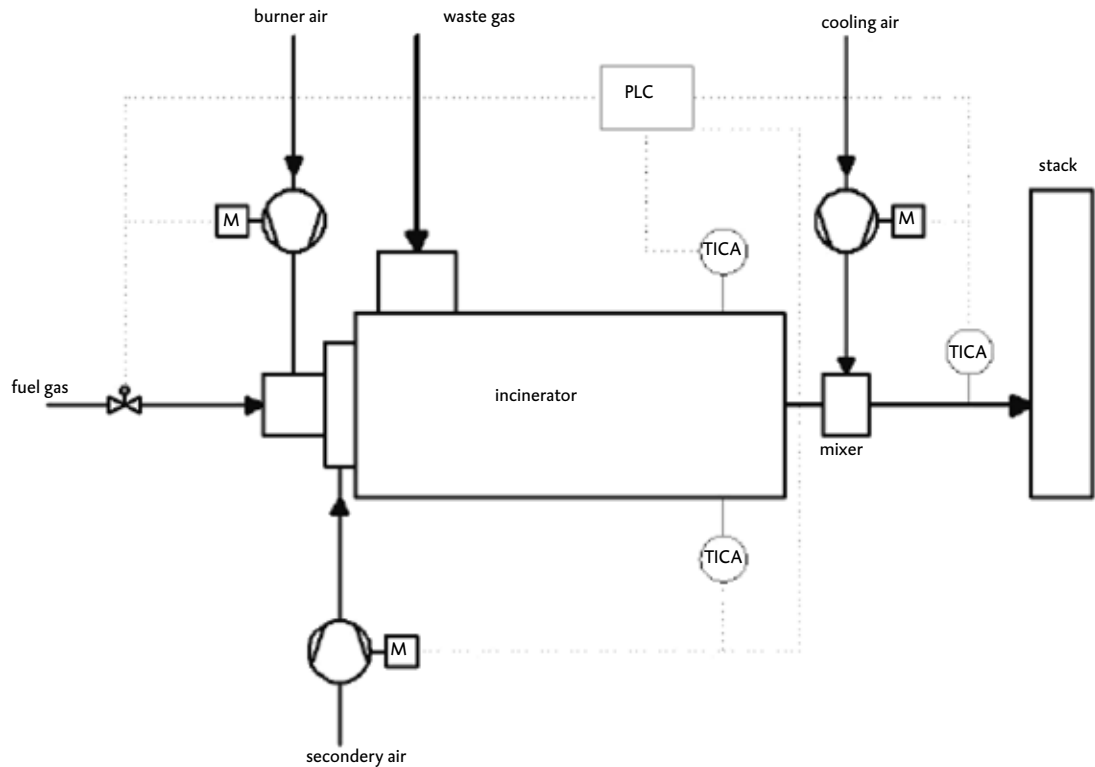 burner air
waste gas
cooling air
PLC
stack
M
M
TICA
TICA
fuel gas
incinerator
mixer
TICA
M
secondery air